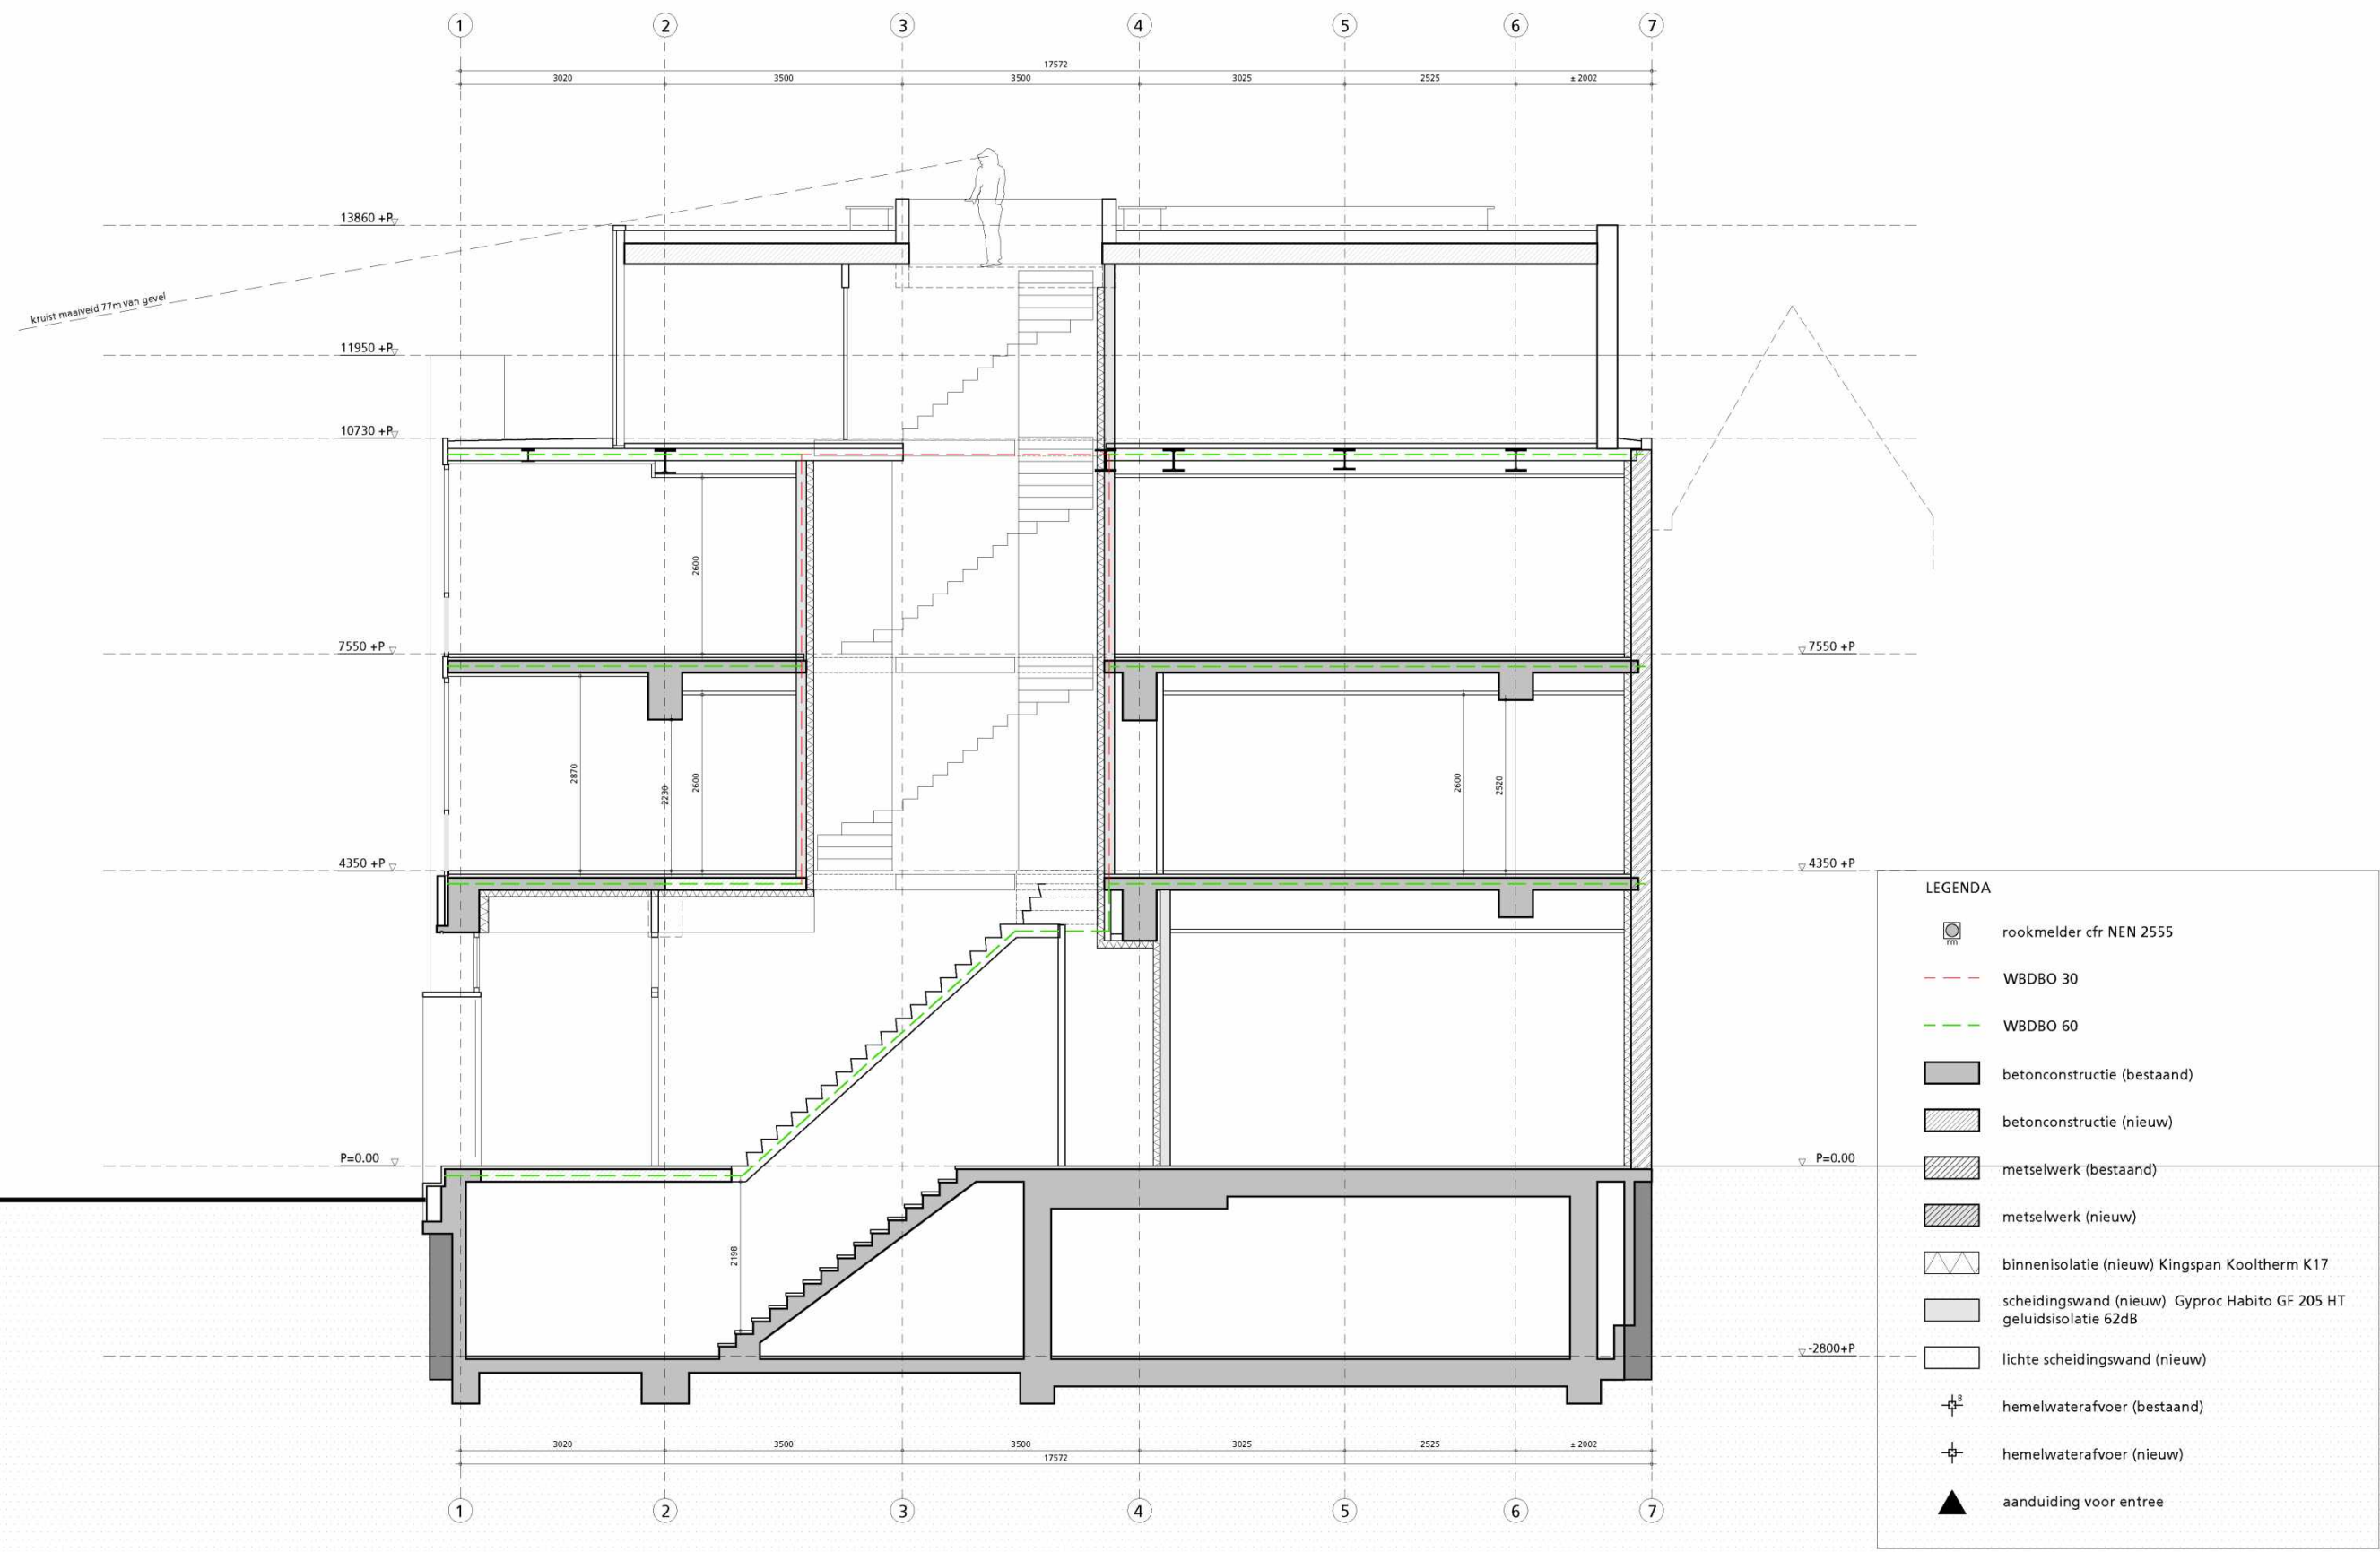 1 2 3 4 5 6 7
17572
3020 3500 3500 3025 2525 ± 2002
13860 +P
kruist maaiveld 77m van gevel
11950 +P
10730 +P
2600
7550 +P 7550 +P
2870 2230 2600 2600 2520
4350 +P 4350 +P
P=0.00 P=0.00
2198
-2800+P
3020 3500 3500 3025 2525 ± 2002
17572
1 2 3 4 5 6 7
LEGENDA
rm
rookmelder cfr NEN 2555
WBDBO 30
WBDBO 60
betonconstructie (bestaand)
betonconstructie (nieuw)
metselwerk (bestaand)
metselwerk (nieuw)
binnenisolatie (nieuw) Kingspan Kooltherm K17
scheidingswand (nieuw) Gyproc Habito GF 205 HT
geluidsisolatie 62dB
lichte scheidingswand (nieuw)
B
hemelwaterafvoer (bestaand)
hemelwaterafvoer (nieuw)
aanduiding voor entree